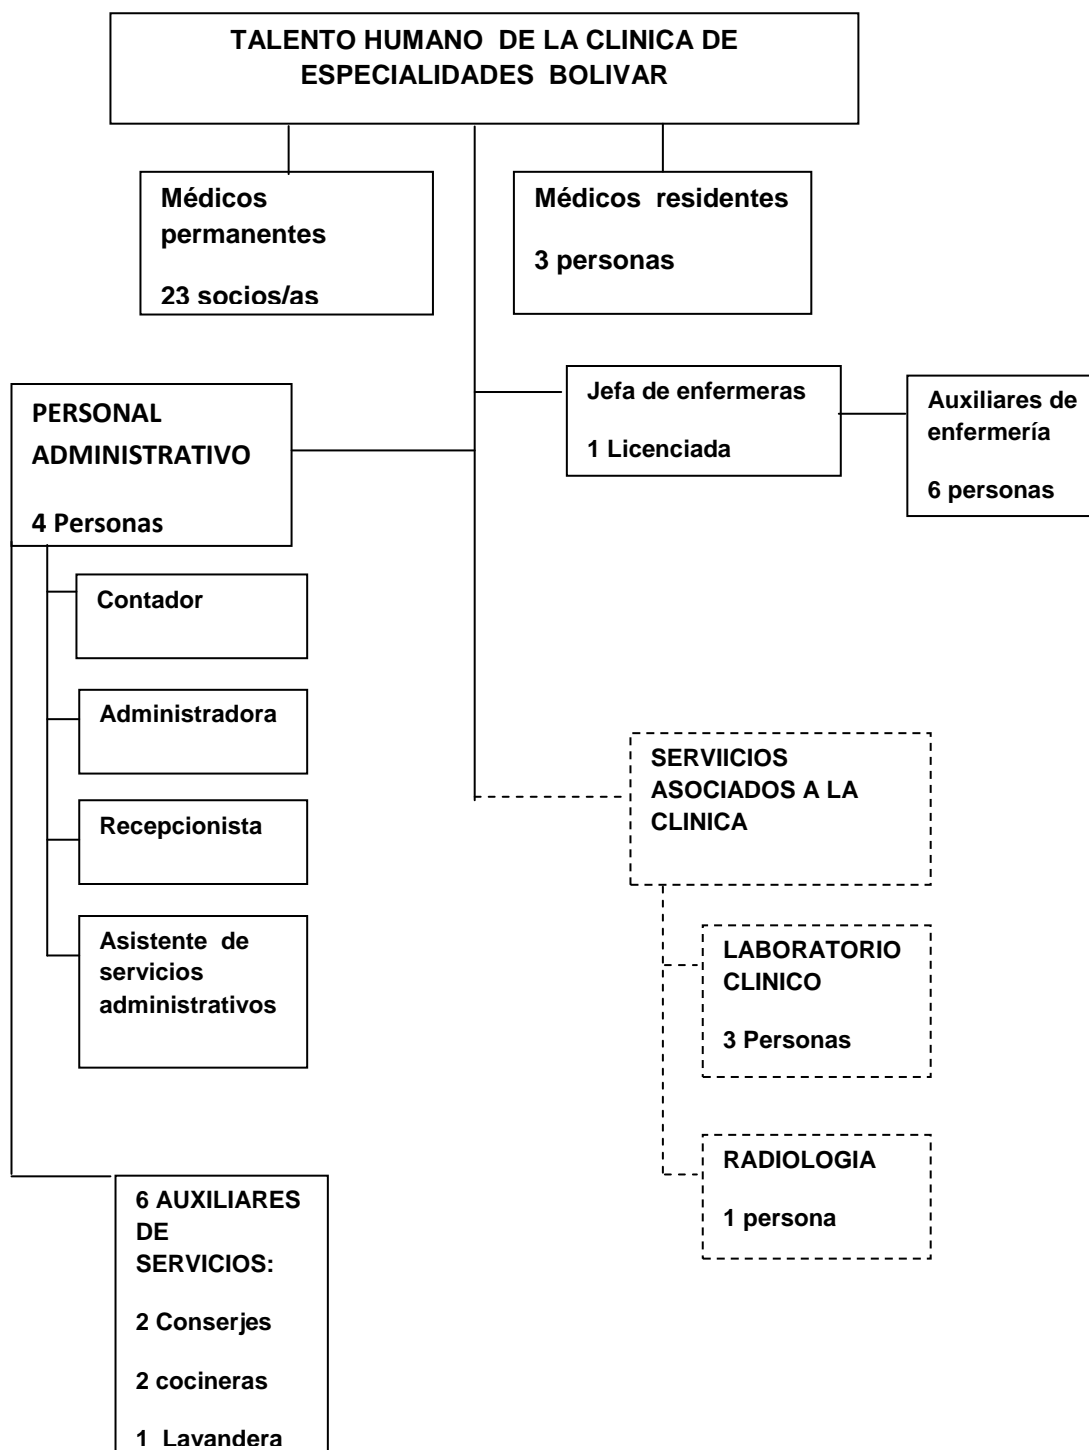 TALENTO HUMANO DE LA CLINICA DE
ESPECIALIDADES BOLIVAR
Médicos
permanentes
23 socios/as
Médicos residentes
3 personas
Jefa de enfermeras
1 Licenciada
Auxiliares de
enfermería
6 personas
PERSONAL
ADMINISTRATIVO
4 Personas
Contador
Administradora
Recepcionista
Asistente de
servicios
administrativos
SERVIICIOS
ASOCIADOS A LA
CLINICA
LABORATORIO
CLINICO
3 Personas
RADIOLOGIA
1 persona
6 AUXILIARES
DE
SERVICIOS:
2 Conserjes
2 cocineras
1 Lavandera